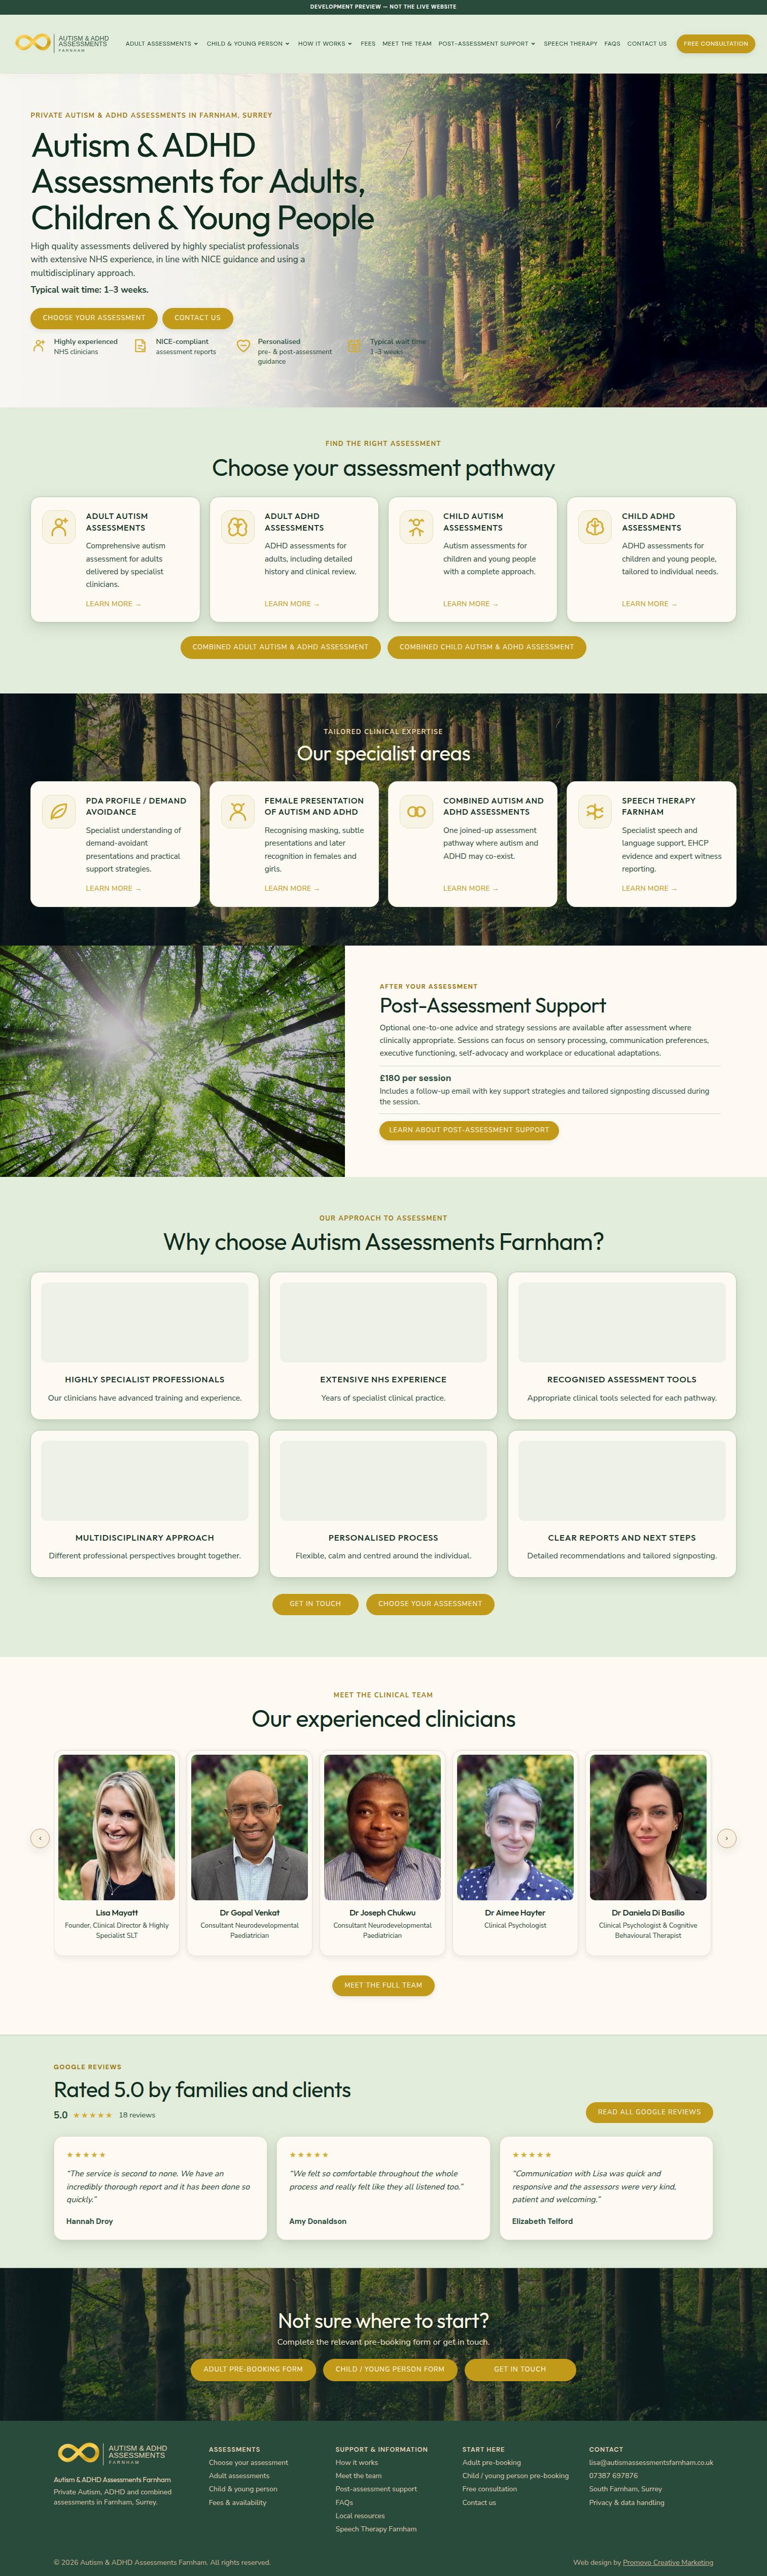 DEVELOPMENT PREVIEW — NOT THE LIVE WEBSITE
AUTISM & ADHD
ASSESSMENTS
FARNHAM
ADULT ASSESSMENTS
CHILD & YOUNG PERSON
HOW IT WORKS
FEES
MEET THE TEAM
POST-ASSESSMENT SUPPORT
SPEECH THERAPY
FAQS
CONTACT US
FREE CONSULTATION
PRIVATE AUTISM & ADHD ASSESSMENTS IN FARNHAM, SURREY
Autism & ADHD
Assessments for Adults,
Children & Young People
High quality assessments delivered by highly specialist professionals
with extensive NHS experience, in line with NICE guidance and using a
multidisciplinary approach.
Typical wait time: 1–3 weeks.
CHOOSE YOUR ASSESSMENT
CONTACT US
Highly experienced
NHS clinicians
NICE-compliant
assessment reports
Personalised
pre- & post-assessment
guidance
Typical wait time
1–3 weeks
FIND THE RIGHT ASSESSMENT
Choose your assessment pathway
ADULT AUTISM
ASSESSMENTS
Comprehensive autism
assessment for adults
delivered by specialist
clinicians.
LEARN MORE →
ADULT ADHD
ASSESSMENTS
ADHD assessments for
adults, including detailed
history and clinical review.
LEARN MORE →
CHILD AUTISM
ASSESSMENTS
Autism assessments for
children and young people
with a complete approach.
LEARN MORE →
CHILD ADHD
ASSESSMENTS
ADHD assessments for
children and young people,
tailored to individual needs.
LEARN MORE →
COMBINED ADULT AUTISM & ADHD ASSESSMENT
COMBINED CHILD AUTISM & ADHD ASSESSMENT
TAILORED CLINICAL EXPERTISE
Our specialist areas
PDA PROFILE / DEMAND
AVOIDANCE
Specialist understanding of
demand-avoidant
presentations and practical
support strategies.
LEARN MORE →
FEMALE PRESENTATION
OF AUTISM AND ADHD
Recognising masking, subtle
presentations and later
recognition in females and
girls.
LEARN MORE →
COMBINED AUTISM AND
ADHD ASSESSMENTS
One joined-up assessment
pathway where autism and
ADHD may co-exist.
LEARN MORE →
SPEECH THERAPY
FARNHAM
Specialist speech and
language support, EHCP
evidence and expert witness
reporting.
LEARN MORE →
AFTER YOUR ASSESSMENT
Post-Assessment Support
Optional one-to-one advice and strategy sessions are available after assessment where
clinically appropriate. Sessions can focus on sensory processing, communication preferences,
executive functioning, self-advocacy and workplace or educational adaptations.
£180 per session
Includes a follow-up email with key support strategies and tailored signposting discussed during
the session.
LEARN ABOUT POST-ASSESSMENT SUPPORT
OUR APPROACH TO ASSESSMENT
Why choose Autism Assessments Farnham?
HIGHLY SPECIALIST PROFESSIONALS
Our clinicians have advanced training and experience.
EXTENSIVE NHS EXPERIENCE
Years of specialist clinical practice.
RECOGNISED ASSESSMENT TOOLS
Appropriate clinical tools selected for each pathway.
MULTIDISCIPLINARY APPROACH
Different professional perspectives brought together.
PERSONALISED PROCESS
Flexible, calm and centred around the individual.
CLEAR REPORTS AND NEXT STEPS
Detailed recommendations and tailored signposting.
GET IN TOUCH
CHOOSE YOUR ASSESSMENT
MEET THE CLINICAL TEAM
Our experienced clinicians
‹
›
Lisa Mayatt
Founder, Clinical Director & Highly
Specialist SLT
Dr Gopal Venkat
Consultant Neurodevelopmental
Paediatrician
Dr Joseph Chukwu
Consultant Neurodevelopmental
Paediatrician
Dr Aimee Hayter
Clinical Psychologist
Dr Daniela Di Basilio
Clinical Psychologist & Cognitive
Behavioural Therapist
MEET THE FULL TEAM
GOOGLE REVIEWS
Rated 5.0 by families and clients
5.0 ★★★★★ 18 reviews
READ ALL GOOGLE REVIEWS
★★★★★
“The service is second to none. We have an
incredibly thorough report and it has been done so
quickly.”
Hannah Droy
★★★★★
“We felt so comfortable throughout the whole
process and really felt like they all listened too.”
Amy Donaldson
★★★★★
“Communication with Lisa was quick and
responsive and the assessors were very kind,
patient and welcoming.”
Elizabeth Telford
Not sure where to start?
Complete the relevant pre-booking form or get in touch.
ADULT PRE-BOOKING FORM
CHILD / YOUNG PERSON FORM
GET IN TOUCH
AUTISM & ADHD
ASSESSMENTS
FARNHAM
Autism & ADHD Assessments Farnham
Private Autism, ADHD and combined
assessments in Farnham, Surrey.
ASSESSMENTS
Choose your assessment
Adult assessments
Child & young person
Fees & availability
SUPPORT & INFORMATION
How it works
Meet the team
Post-assessment support
FAQs
Local resources
Speech Therapy Farnham
START HERE
Adult pre-booking
Child / young person pre-booking
Free consultation
Contact us
CONTACT
lisa@autismassessmentsfarnham.co.uk
07387 697876
South Farnham, Surrey
Privacy & data handling
© 2026 Autism & ADHD Assessments Farnham. All rights reserved.
Web design by Promovo Creative Marketing